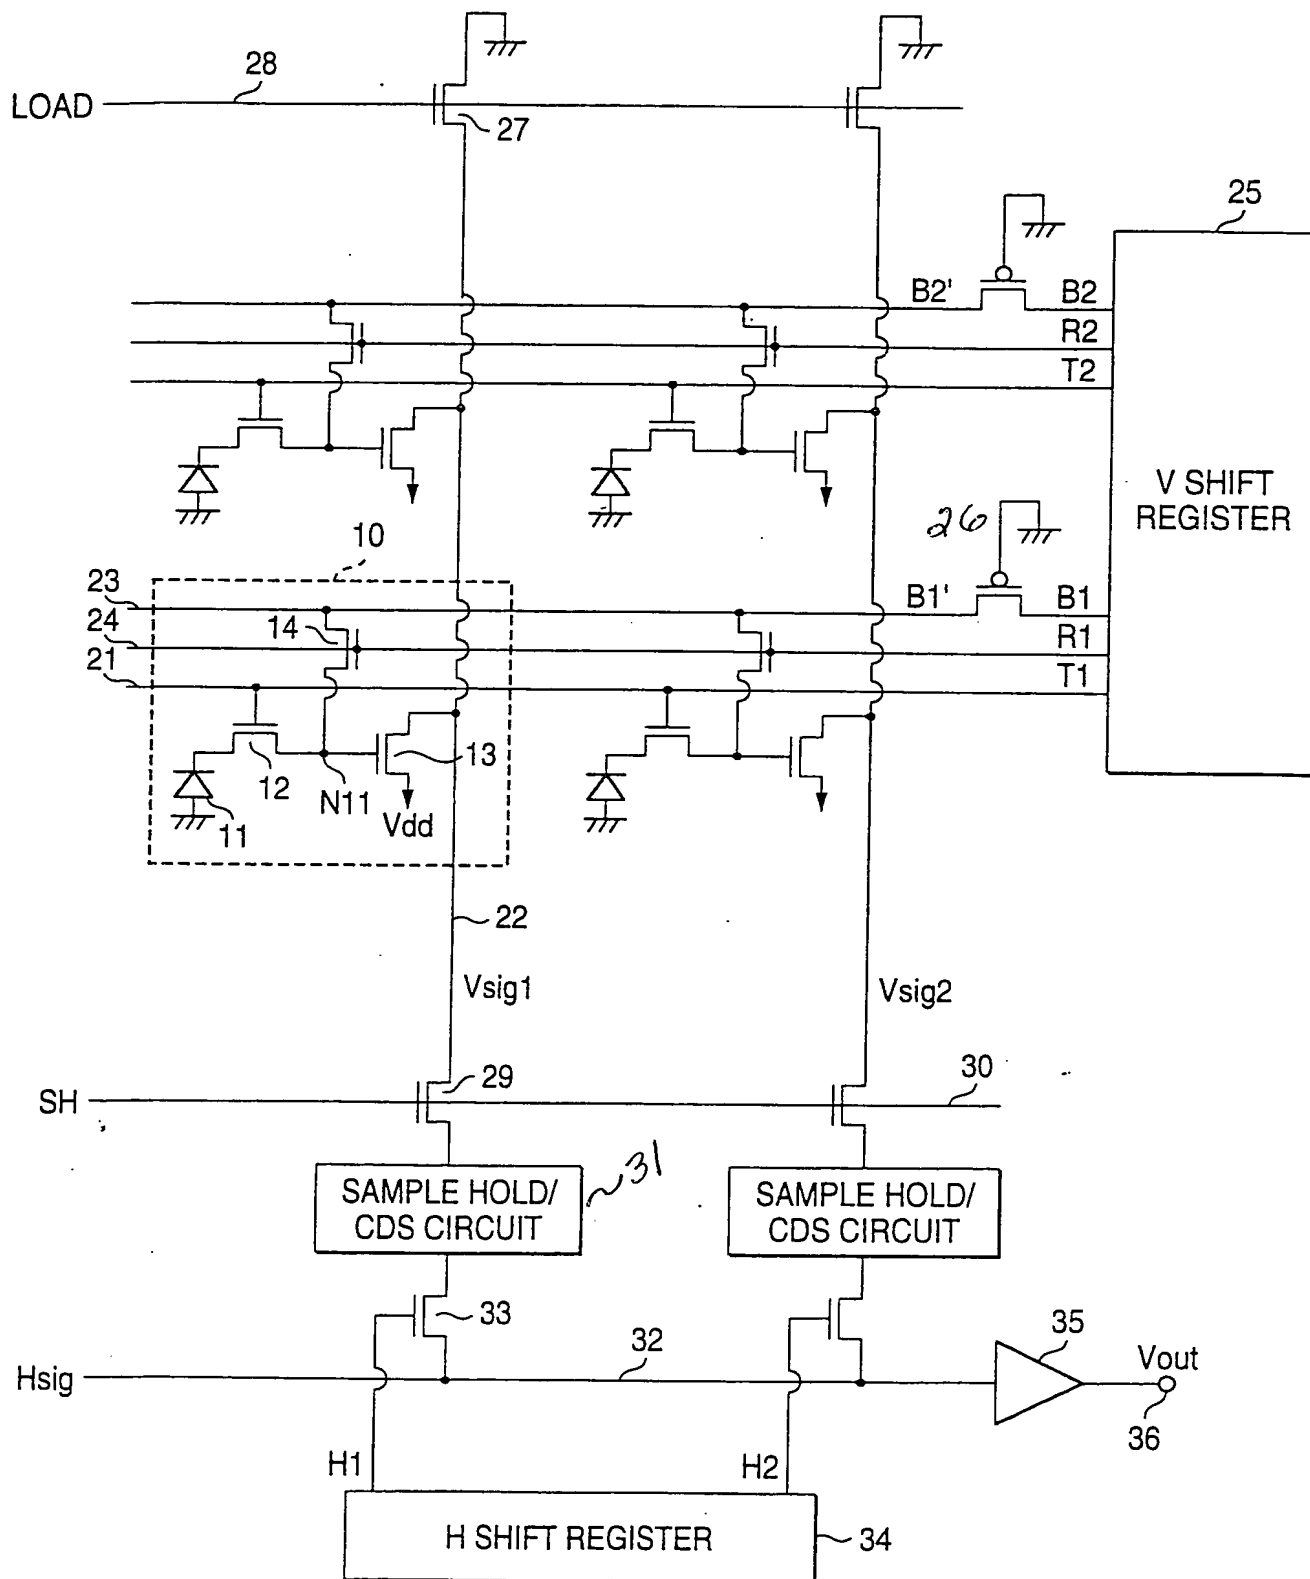 28
LOAD
27
25
B2' B2
R2
T2
V SHIFT
REGISTER
26
10
23
B1' B1
24
14
R1
21
T1
13
12
N11
11
Vdd
22
Vsig1
Vsig2
29
30
SH
31
SAMPLE HOLD/
CDS CIRCUIT
SAMPLE HOLD/
CDS CIRCUIT
33
35
32
Vout
Hsig
36
H1
H2
H SHIFT REGISTER
34